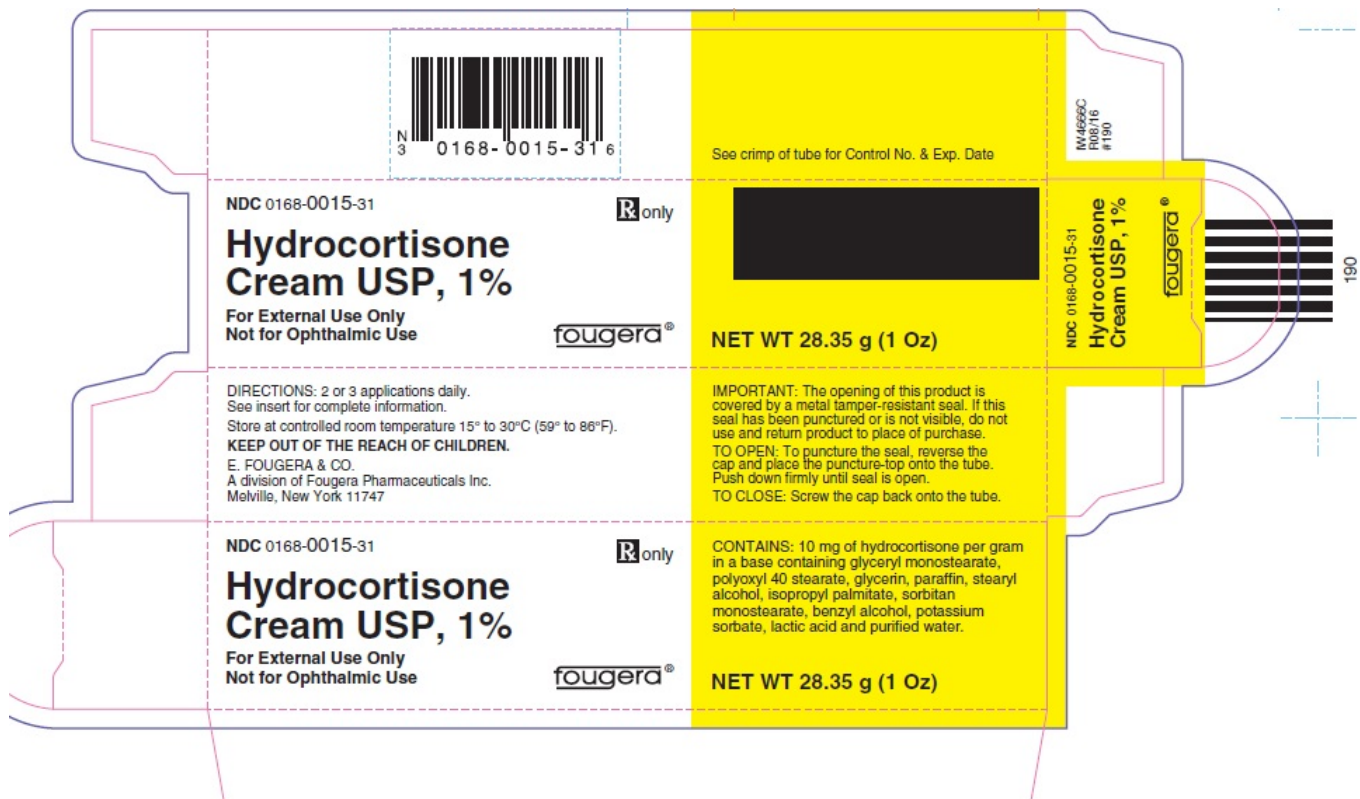 N
3 0168-0015-31 6
See crimp of tube for Control No. & Exp. Date
IW4666C
R08/16
#190
NDC 0168-0015-31
Rx only
Hydrocortisone
Cream USP, 1%
For External Use Only
Not for Ophthalmic Use
fougera®
NET WT 28.35 g (1 Oz)
NDC 0168-0015-31
Hydrocortisone
Cream USP, 1%
fougera®
190
DIRECTIONS: 2 or 3 applications daily.
See insert for complete information.
Store at controlled room temperature 15° to 30°C (59° to 86°F).
KEEP OUT OF THE REACH OF CHILDREN.
E. FOUGERA & CO.
A division of Fougera Pharmaceuticals Inc.
Melville, New York 11747
IMPORTANT: The opening of this product is
covered by a metal tamper-resistant seal. If this
seal has been punctured or is not visible, do not
use and return product to place of purchase.
TO OPEN: To puncture the seal, reverse the
cap and place the puncture-top onto the tube.
Push down firmly until seal is open.
TO CLOSE: Screw the cap back onto the tube.
NDC 0168-0015-31
Rx only
Hydrocortisone
Cream USP, 1%
For External Use Only
Not for Ophthalmic Use
fougera®
CONTAINS: 10 mg of hydrocortisone per gram
in a base containing glyceryl monostearate,
polyoxyl 40 stearate, glycerin, paraffin, stearyl
alcohol, isopropyl palmitate, sorbitan
monostearate, benzyl alcohol, potassium
sorbate, lactic acid and purified water.
NET WT 28.35 g (1 Oz)